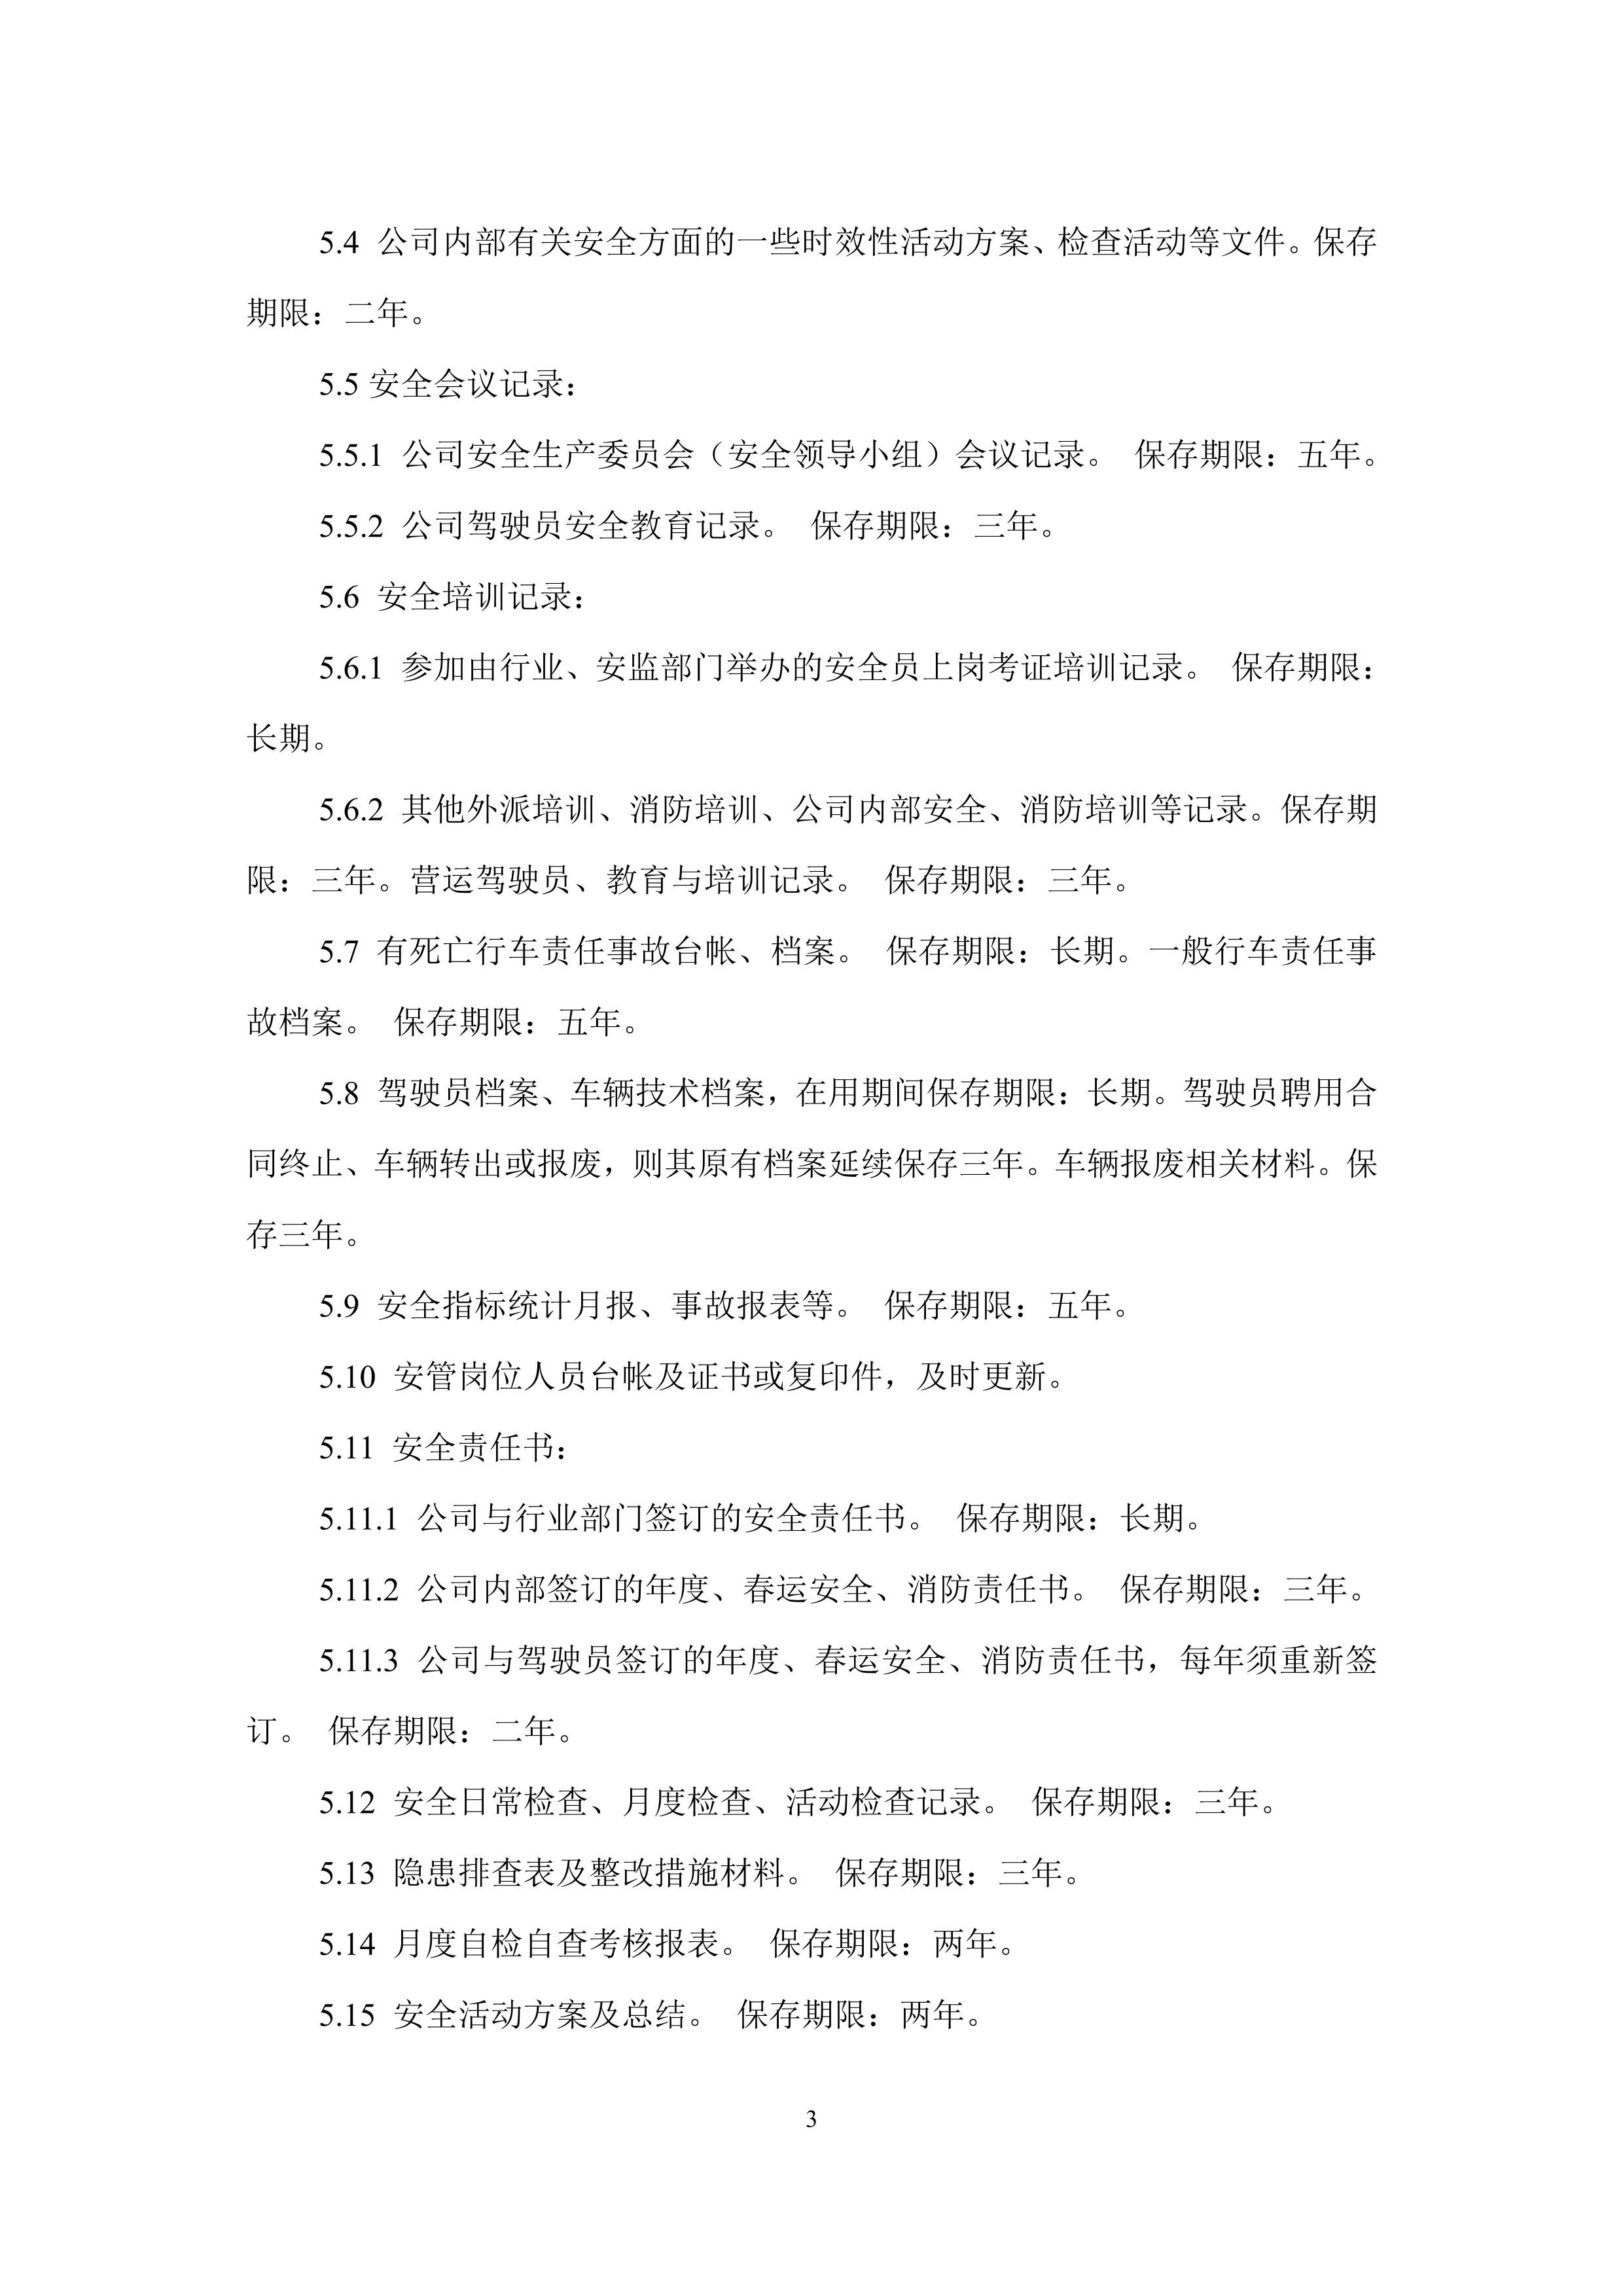 5.4 公司内部有关安全方面的一些时效性活动方案、检查活动等文件。保存
期限：二年。
5.5 安全会议记录：
5.5.1 公司安全生产委员会（安全领导小组）会议记录。 保存期限：五年。
5.5.2 公司驾驶员安全教育记录。 保存期限：三年。
5.6 安全培训记录：
5.6.1 参加由行业、安监部门举办的安全员上岗考证培训记录。 保存期限：
长期。
5.6.2 其他外派培训、消防培训、公司内部安全、消防培训等记录。保存期
限：三年。营运驾驶员、教育与培训记录。 保存期限：三年。
5.7 有死亡行车责任事故台帐、档案。 保存期限：长期。一般行车责任事
故档案。 保存期限：五年。
5.8 驾驶员档案、车辆技术档案，在用期间保存期限：长期。驾驶员聘用合
同终止、车辆转出或报废，则其原有档案延续保存三年。车辆报废相关材料。保
存三年。
5.9 安全指标统计月报、事故报表等。 保存期限：五年。
5.10 安管岗位人员台帐及证书或复印件，及时更新。
5.11 安全责任书：
5.11.1 公司与行业部门签订的安全责任书。 保存期限：长期。
5.11.2 公司内部签订的年度、春运安全、消防责任书。 保存期限：三年。
5.11.3 公司与驾驶员签订的年度、春运安全、消防责任书，每年须重新签
订。 保存期限：二年。
5.12 安全日常检查、月度检查、活动检查记录。 保存期限：三年。
5.13 隐患排查表及整改措施材料。 保存期限：三年。
5.14 月度自检自查考核报表。 保存期限：两年。
5.15 安全活动方案及总结。 保存期限：两年。
3